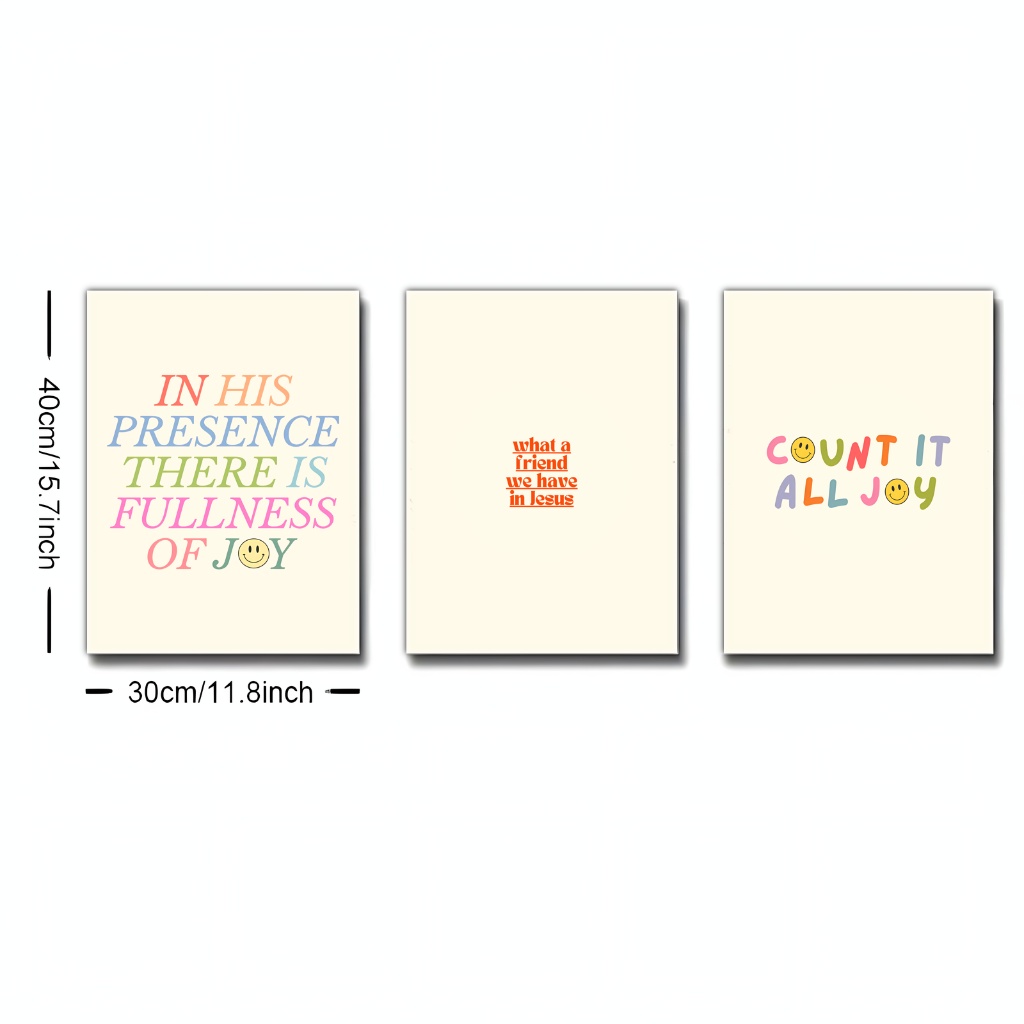 IN HIS
PRESENCE
THERE IS
FULLNESS
OF JOY
what a
friend
we have
in Jesus
COUNT IT
ALL JOY
40cm/15.7inch
30cm/11.8inch